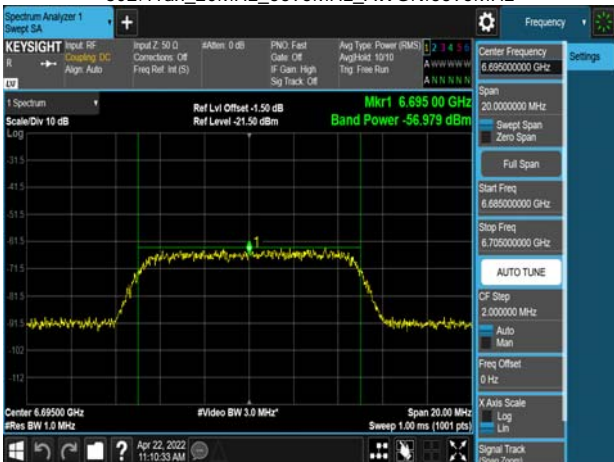 Spectrum Analyzer 1
Swept SA
+
Frequency
KEYSIGHT
R
LXI
Input: RF
Coupling: DC
Align: Auto
Input Z: 50 Ω
Corrections: Off
Freq Ref: Int (S)
#Atten: 0 dB
PNO: Fast
Gate: Off
IF Gain: High
Sig Track: Off
Avg Type: Power (RMS)
Avg|Hold: 10/10
Trig: Free Run
1 2 3 4 5 6
A W W W W W
A N N N N N
1 Spectrum
Scale/Div 10 dB
Log
Ref Lvl Offset -1.50 dB
Ref Level -21.50 dBm
Mkr1 6.695 00 GHz
Band Power -56.979 dBm
-31.5
-41.5
-51.5
-61.5
-71.5
-81.5
-91.5
-102
-112
1
Center 6.69500 GHz
#Res BW 1.0 MHz
#Video BW 3.0 MHz*
Span 20.00 MHz
Sweep 1.00 ms (1001 pts)
?
Apr 22, 2022
11:10:33 AM
Center Frequency
6.695000000 GHz
Settings
Span
20.0000000 MHz
Swept Span
Zero Span
Full Span
Start Freq
6.685000000 GHz
Stop Freq
6.705000000 GHz
AUTO TUNE
CF Step
2.000000 MHz
Auto
Man
Freq Offset
0 Hz
X Axis Scale
Log
Lin
Signal Track
(Span Zoom)